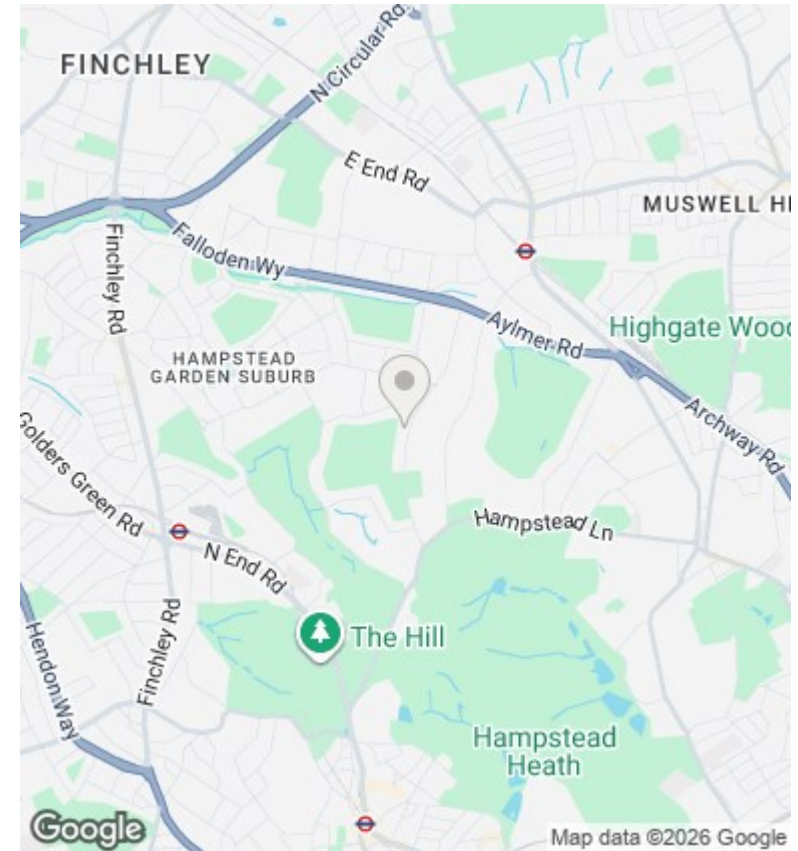 FINCHLEY
N Circular Rd
E End Rd
MUSWELL HI
Falloden Wy
Finchley Rd
Aylmer Rd
Highgate Wood
HAMPSTEAD
GARDEN SUBURB
Archway Rd
Golders Green Rd
Hampstead Ln
N End Rd
The Hill
Finchley Rd
Hendon Way
Hampstead
Heath
Google
Map data ©2026 Google